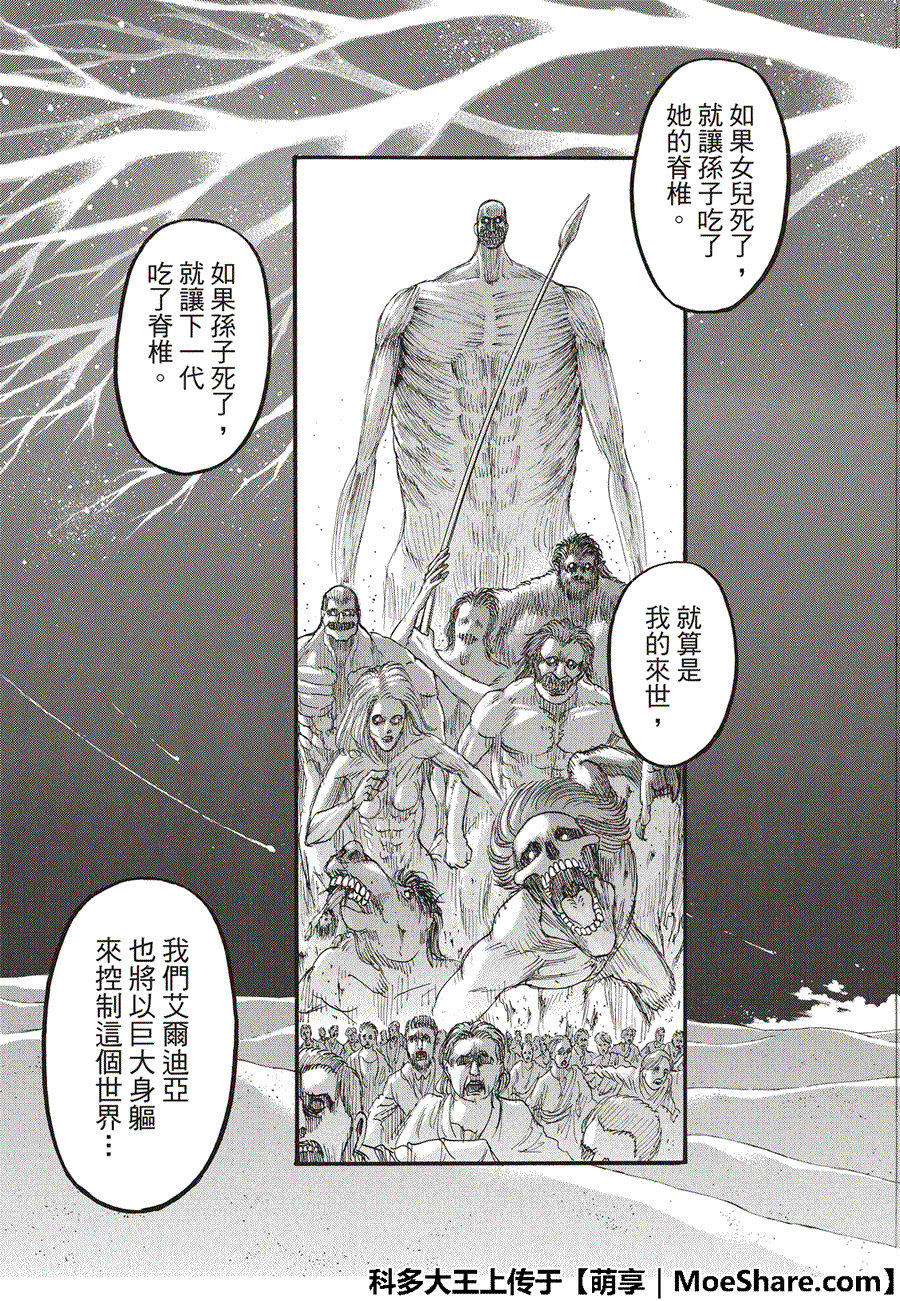 如果女兒死了，
就讓孫子吃了
她的脊椎。
如果孫子死了，
就讓下一代
吃了脊椎。
就算是
我的來世，
我們艾爾迪亞
也將以巨大身軀
來控制這個世界…
科多大王上传于【萌享｜MoeShare.com】